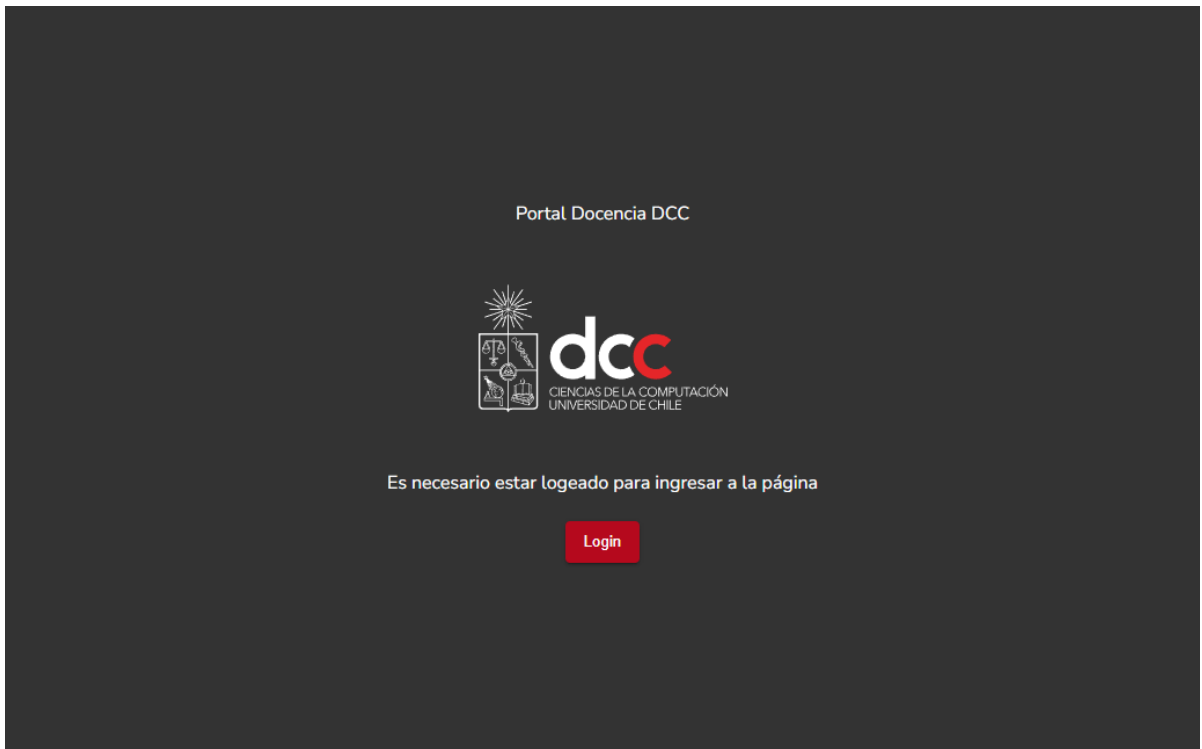 Portal Docencia DCC
dcc
CIENCIAS DE LA COMPUTACIÓN
UNIVERSIDAD DE CHILE
Es necesario estar logeado para ingresar a la página
Login